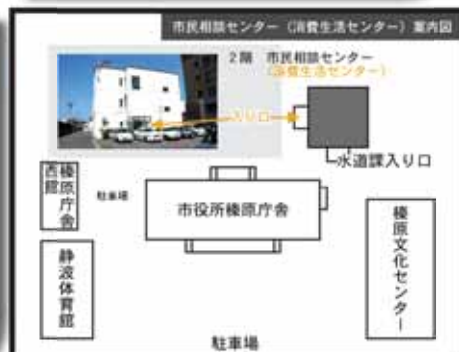 市民相談センター（消費生活センター）案内図
2階　市民相談センター
（消費生活センター）
入り口
水道課入り口
榛原庁舎
西館
駐車場
市役所榛原庁舎
榛原文化センター
静波体育館
駐車場